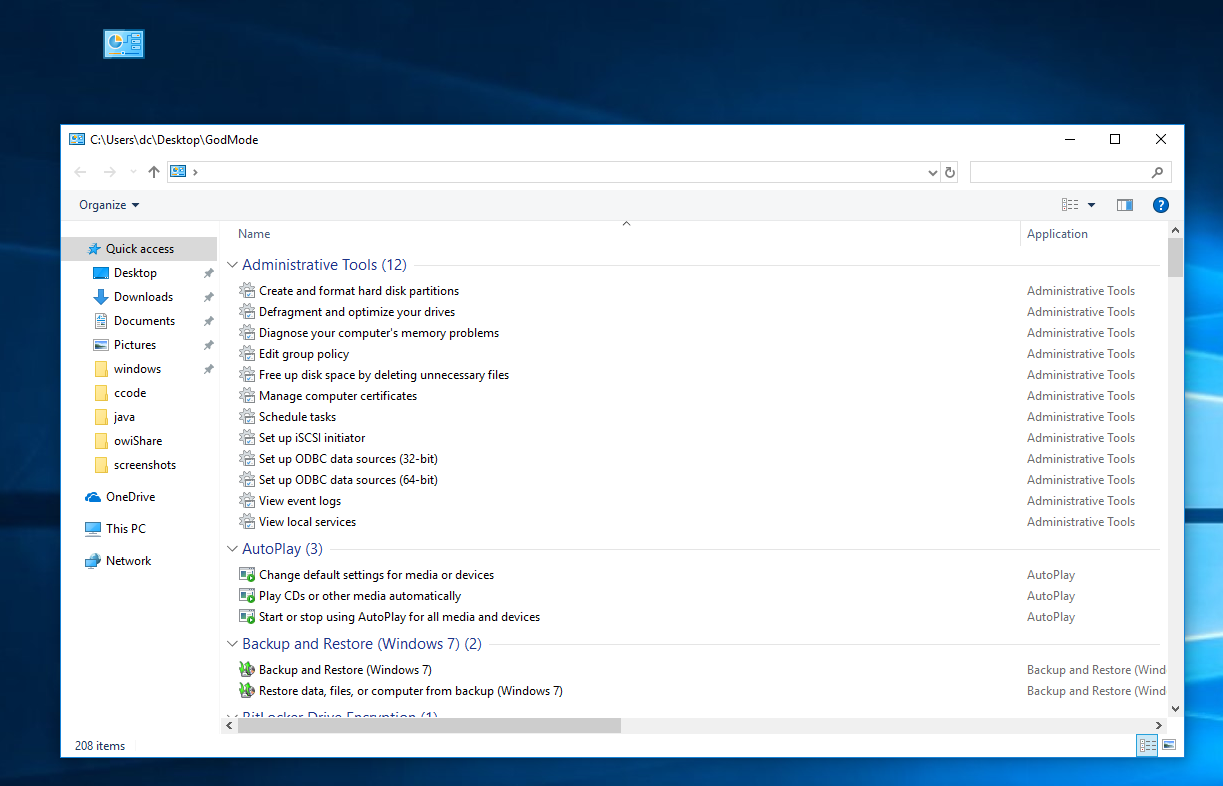 C:\Users\dc\Desktop\GodMode
Organize
Name
Application
Quick access
Desktop
Downloads
Documents
Pictures
windows
ccode
java
owiShare
screenshots
OneDrive
This PC
Network
Administrative Tools (12)
Create and format hard disk partitions Administrative Tools
Defragment and optimize your drives Administrative Tools
Diagnose your computer's memory problems Administrative Tools
Edit group policy Administrative Tools
Free up disk space by deleting unnecessary files Administrative Tools
Manage computer certificates Administrative Tools
Schedule tasks Administrative Tools
Set up iSCSI initiator Administrative Tools
Set up ODBC data sources (32-bit) Administrative Tools
Set up ODBC data sources (64-bit) Administrative Tools
View event logs Administrative Tools
View local services Administrative Tools
AutoPlay (3)
Change default settings for media or devices AutoPlay
Play CDs or other media automatically AutoPlay
Start or stop using AutoPlay for all media and devices AutoPlay
Backup and Restore (Windows 7) (2)
Backup and Restore (Windows 7) Backup and Restore (Wind
Restore data, files, or computer from backup (Windows 7) Backup and Restore (Wind
BitLocker Drive Encryption (1)
208 items